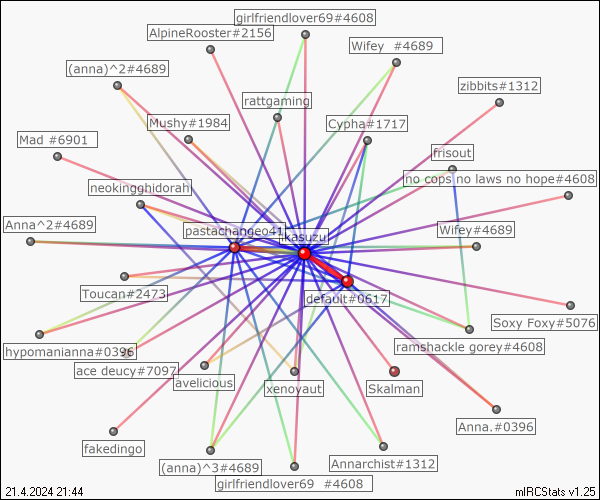 girlfriendlover69#4608
AlpineRooster#2156
Wifey #4689
(anna)^2#4689
zibbits#1312
rattgaming
Mushy#1984
Cypha#1717
Mad #6901
frisout
no cops no laws no hope#4608
neokingghidorah
Anna^2#4689
pastachangeo41
kasuzu
Wifey#4689
Toucan#2473
default#0617
Soxy Foxy#5076
hypomanianna#0396
ramshackle gorey#4608
ace deucy#7097
avelicious
xenoyaut
Skalman
Anna.#0396
fakedingo
(anna)^3#4689
Annarchist#1312
girlfriendlover69 #4608
21.4.2024 21:44
mIRCStats v1.25